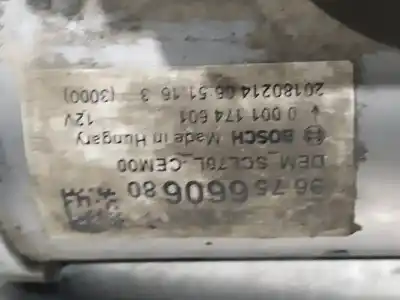 96 75 6606 80
DEM_SCL78L_CEM00
BOSCH Made in Hungary
0 001 174 601 12V
20180214 06:51:16 3 (3000)